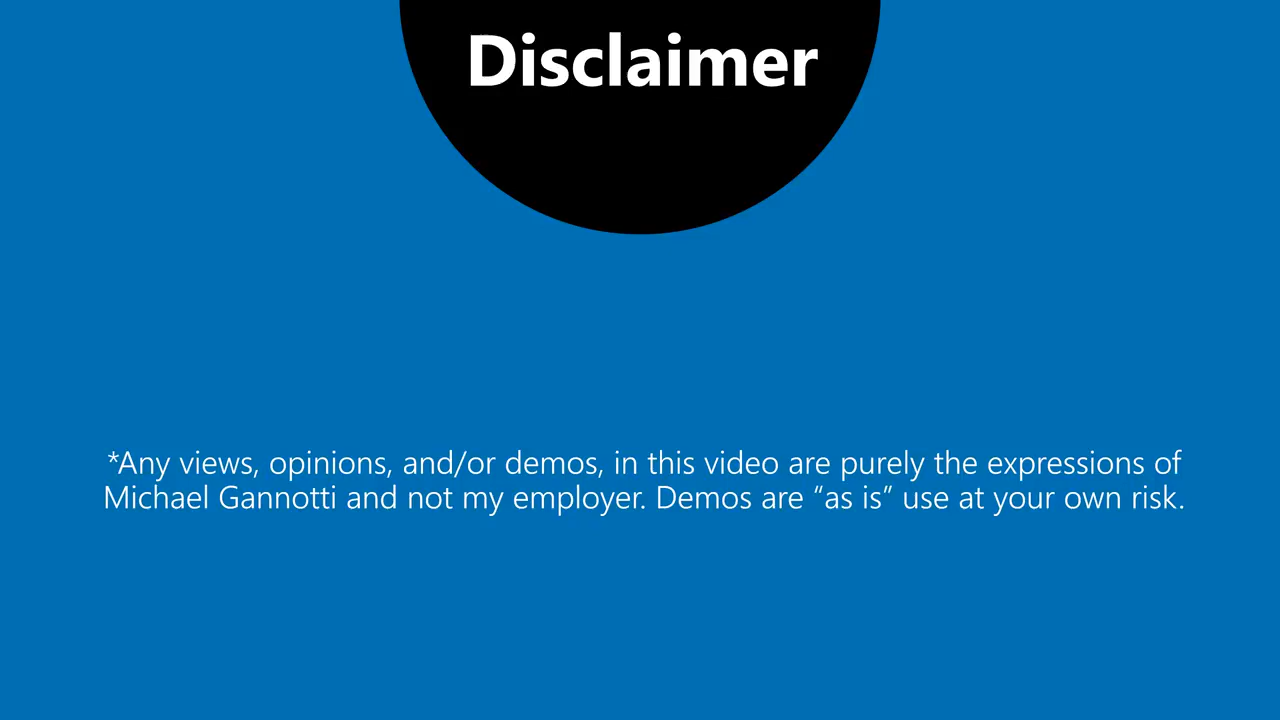 Disclaimer
*Any views, opinions, and/or demos, in this video are purely the expressions of
Michael Gannotti and not my employer. Demos are “as is” use at your own risk.